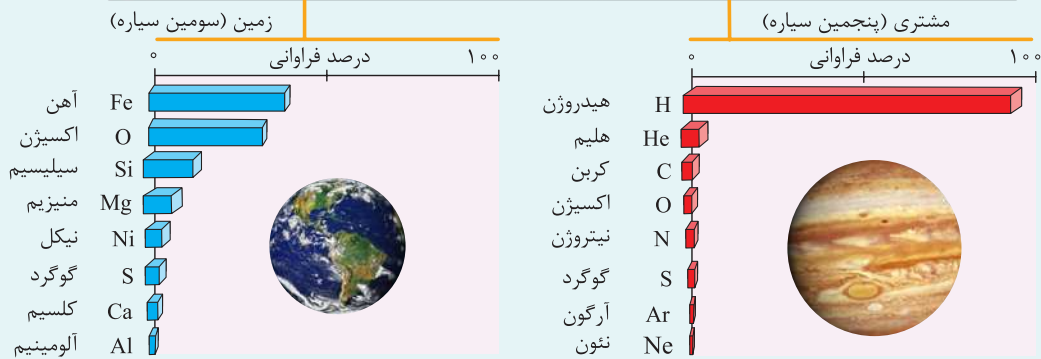 مشتری (پنجمین سیاره)
۰ درصد فراوانی ۱۰۰
هیدروژن H
هلیم He
کربن C
اکسیژن O
نیتروژن N
گوگرد S
آرگون Ar
نئون Ne
زمین (سومین سیاره)
۰ درصد فراوانی ۱۰۰
آهن Fe
اکسیژن O
سیلیسیم Si
منیزیم Mg
نیکل Ni
گوگرد S
کلسیم Ca
آلومینیم Al